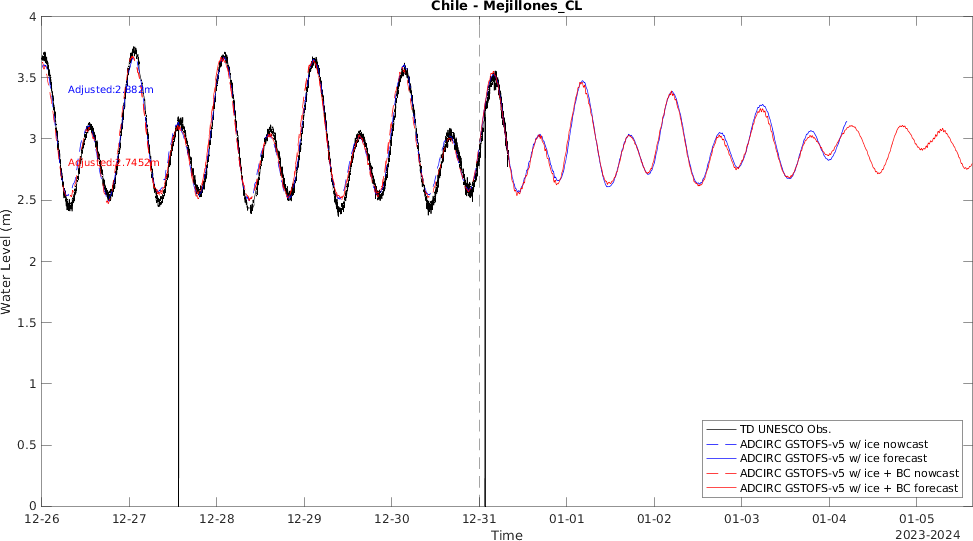 Chile - Mejillones_CL
4
3.5
3
2.5
2
1.5
1
0.5
0
Water Level (m)
Adjusted:2.882m
Adjusted:2.7452m
TD UNESCO Obs.
ADCIRC GSTOFS-v5 w/ ice nowcast
ADCIRC GSTOFS-v5 w/ ice forecast
ADCIRC GSTOFS-v5 w/ ice + BC nowcast
ADCIRC GSTOFS-v5 w/ ice + BC forecast
12-26 12-27 12-28 12-29 12-30 12-31 01-01 01-02 01-03 01-04 01-05
Time
2023-2024